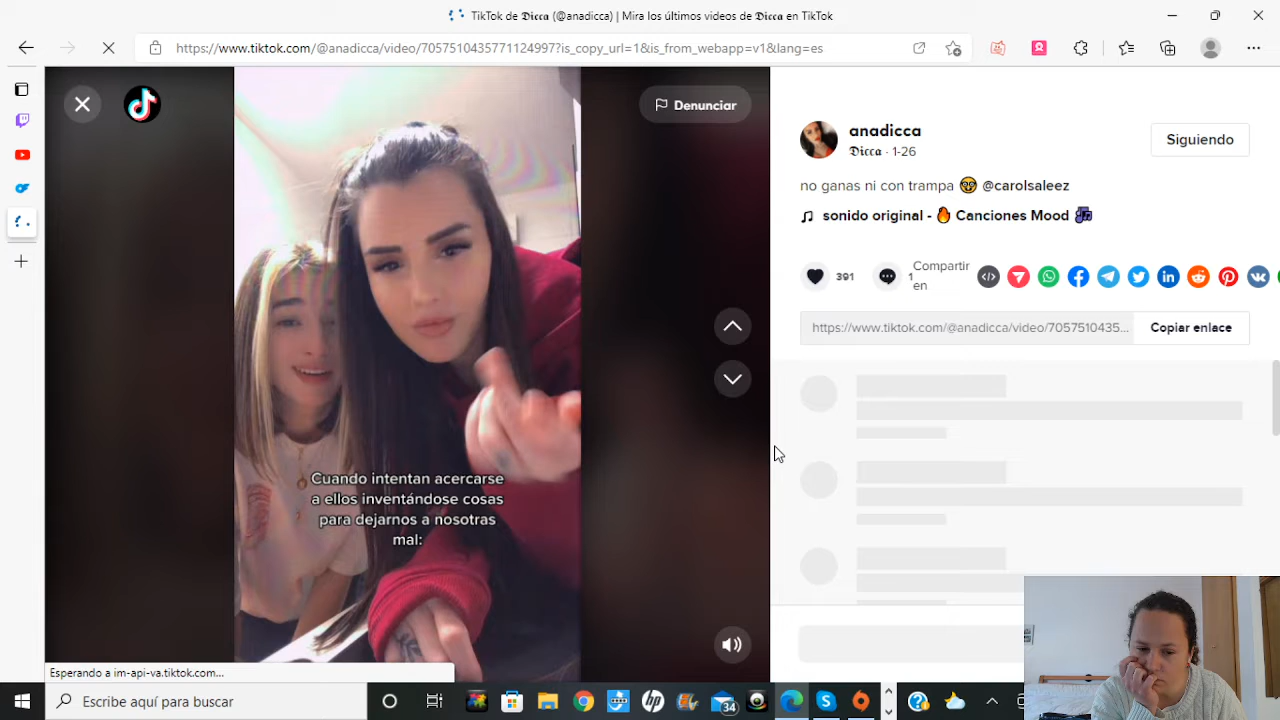 TikTok de 𝕯𝖎𝖈𝖈𝖆 (@anadicca) | Mira los últimos videos de 𝕯𝖎𝖈𝖈𝖆 en TikTok
https://www.tiktok.com/@anadicca/video/7057510435771124997?is_copy_url=1&is_from_webapp=v1&lang=es
Denunciar
anadicca
𝕯𝖎𝖈𝖈𝖆 · 1-26
Siguiendo
no ganas ni con trampa 🤓 @carolsaleez
♫ sonido original - 🔥 Canciones Mood 🎶
391
1
Compartir
en
https://www.tiktok.com/@anadicca/video/7057510435...
Copiar enlace
Cuando intentan acercarse
a ellos inventándose cosas
para dejarnos a nosotras
mal:
Esperando a im-api-va.tiktok.com...
Escribe aquí para buscar
hp
34